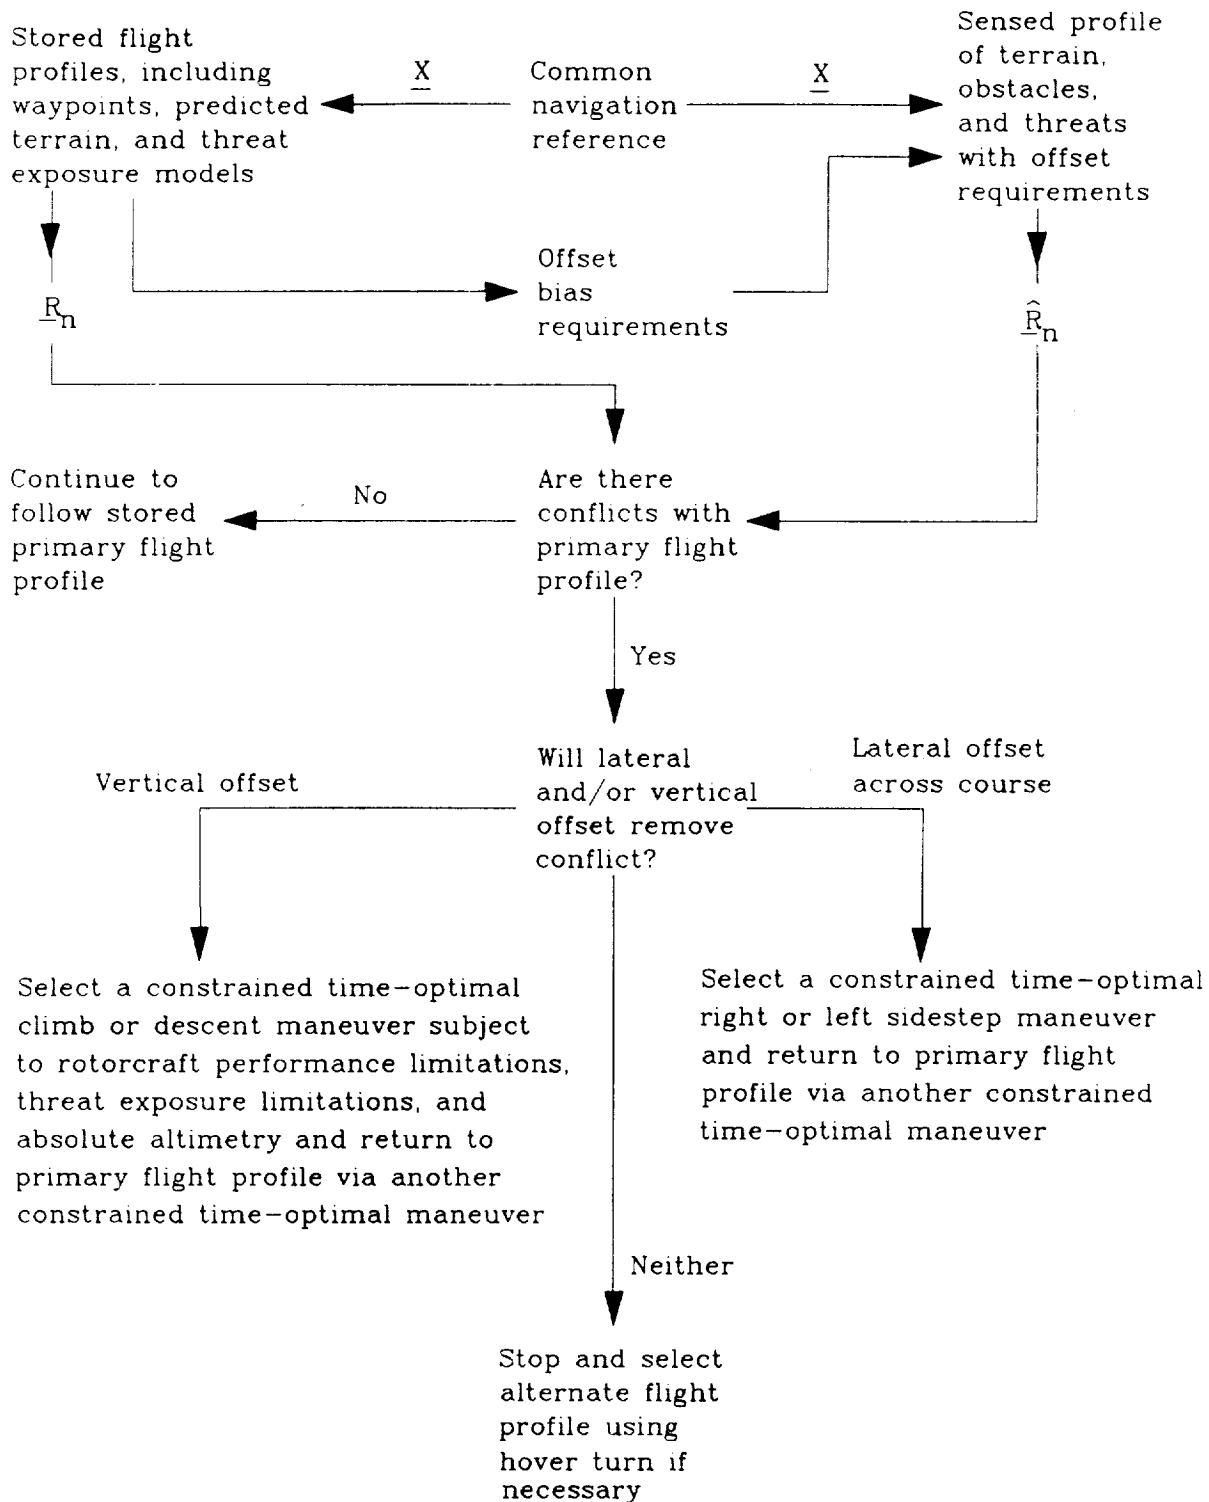 Stored flight
profiles, including
waypoints, predicted
terrain, and threat
exposure models
X
Common
navigation
reference
X
Sensed profile
of terrain,
obstacles,
and threats
with offset
requirements
Offset
bias
requirements
R_n
R̂_n
Continue to
follow stored
primary flight
profile
No
Are there
conflicts with
primary flight
profile?
Yes
Vertical offset
Will lateral
and/or vertical
offset remove
conflict?
Lateral offset
across course
Select a constrained time-optimal
climb or descent maneuver subject
to rotorcraft performance limitations,
threat exposure limitations, and
absolute altimetry and return to
primary flight profile via another
constrained time-optimal maneuver
Select a constrained time-optimal
right or left sidestep maneuver
and return to primary flight
profile via another constrained
time-optimal maneuver
Neither
Stop and select
alternate flight
profile using
hover turn if
necessary